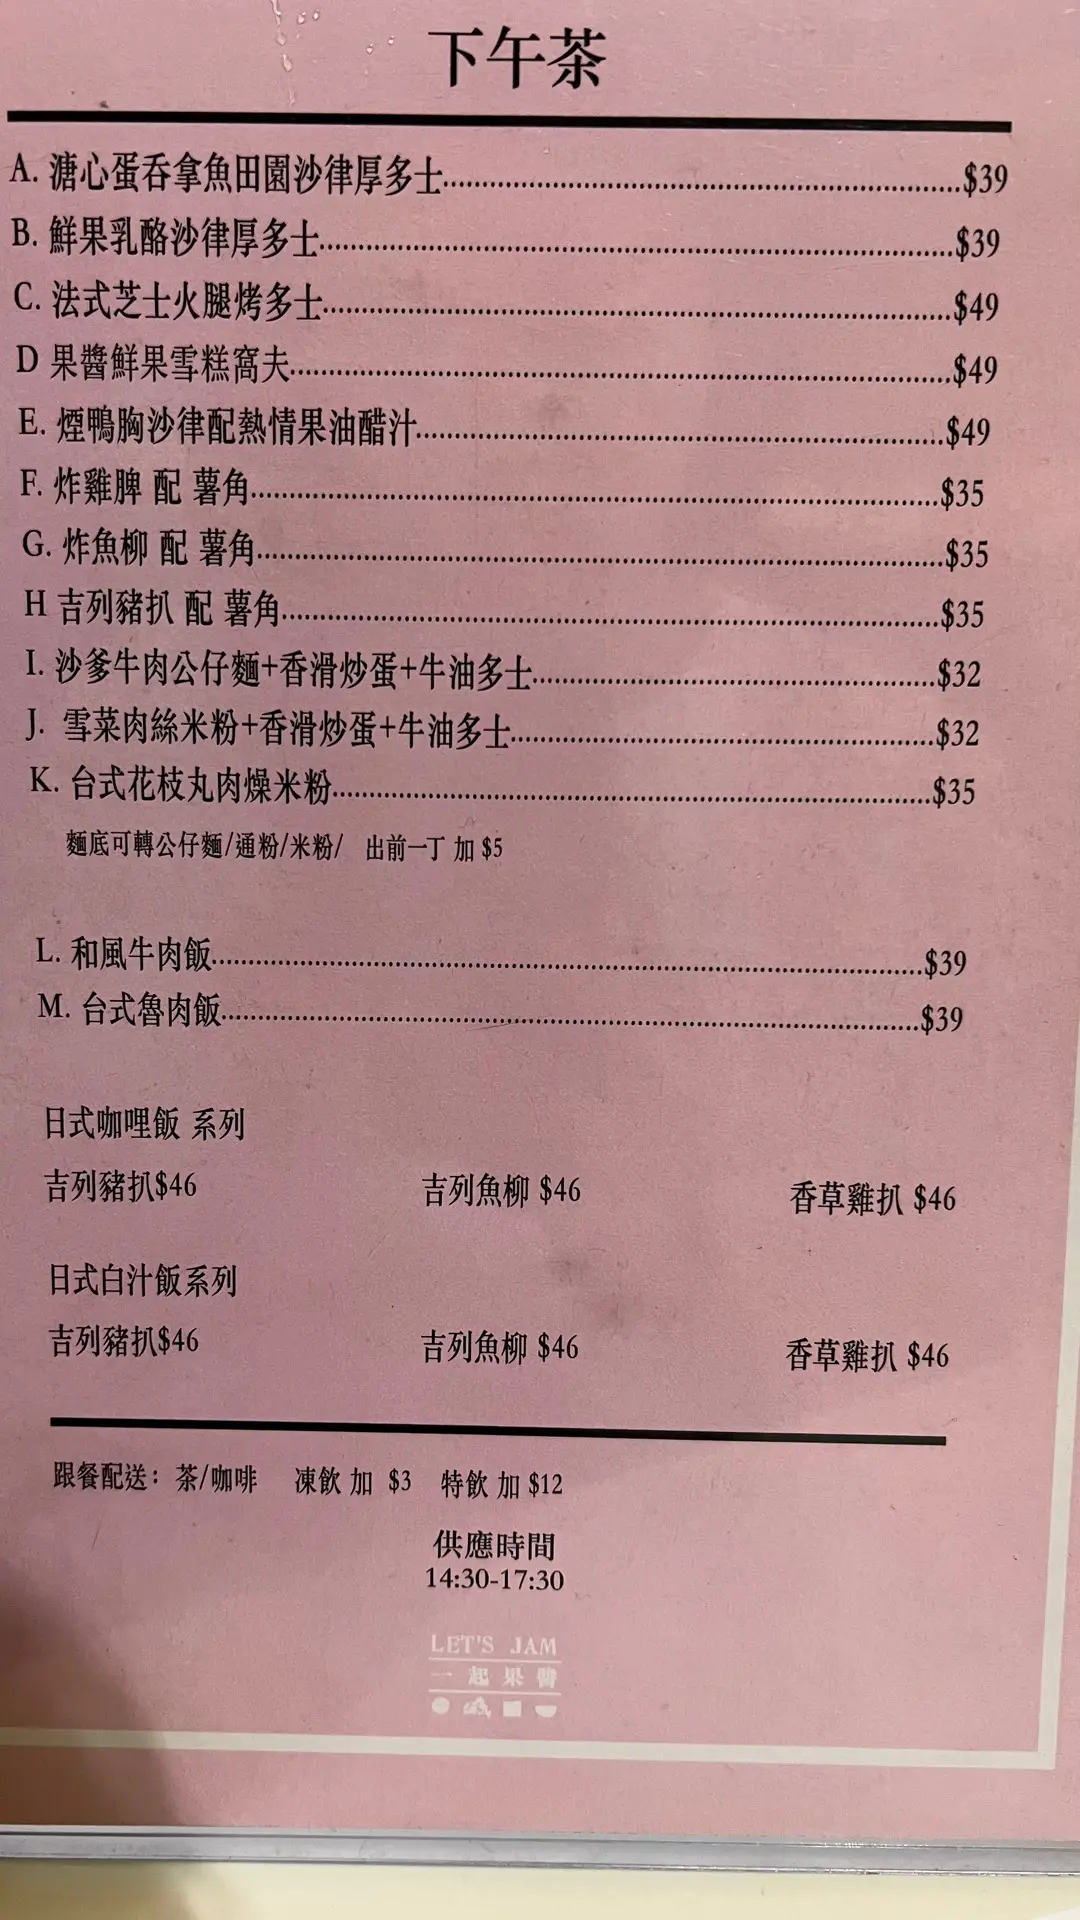 下午茶
A. 溏心蛋吞拿魚田園沙律厚多士 $39
B. 鮮果乳酪沙律厚多士 $39
C. 法式芝士火腿烤多士 $49
D 果醬鮮果雪糕窩夫 $49
E. 煙鴨胸沙律配熱情果油醋汁 $49
F. 炸雞脾 配 薯角 $35
G. 炸魚柳 配 薯角 $35
H 吉列豬扒 配 薯角 $35
I. 沙爹牛肉公仔麵+香滑炒蛋+牛油多士 $32
J. 雪菜肉絲米粉+香滑炒蛋+牛油多士 $32
K. 台式花枝丸肉燥米粉 $35
麵底可轉公仔麵/通粉/米粉/ 出前一丁 加 $5
L. 和風牛肉飯 $39
M. 台式魯肉飯 $39
日式咖哩飯 系列
吉列豬扒$46 吉列魚柳 $46 香草雞扒 $46
日式白汁飯系列
吉列豬扒$46 吉列魚柳 $46 香草雞扒 $46
跟餐配送：茶/咖啡 凍飲 加 $3 特飲 加 $12
供應時間
14:30-17:30
LET'S JAM
一起果醬